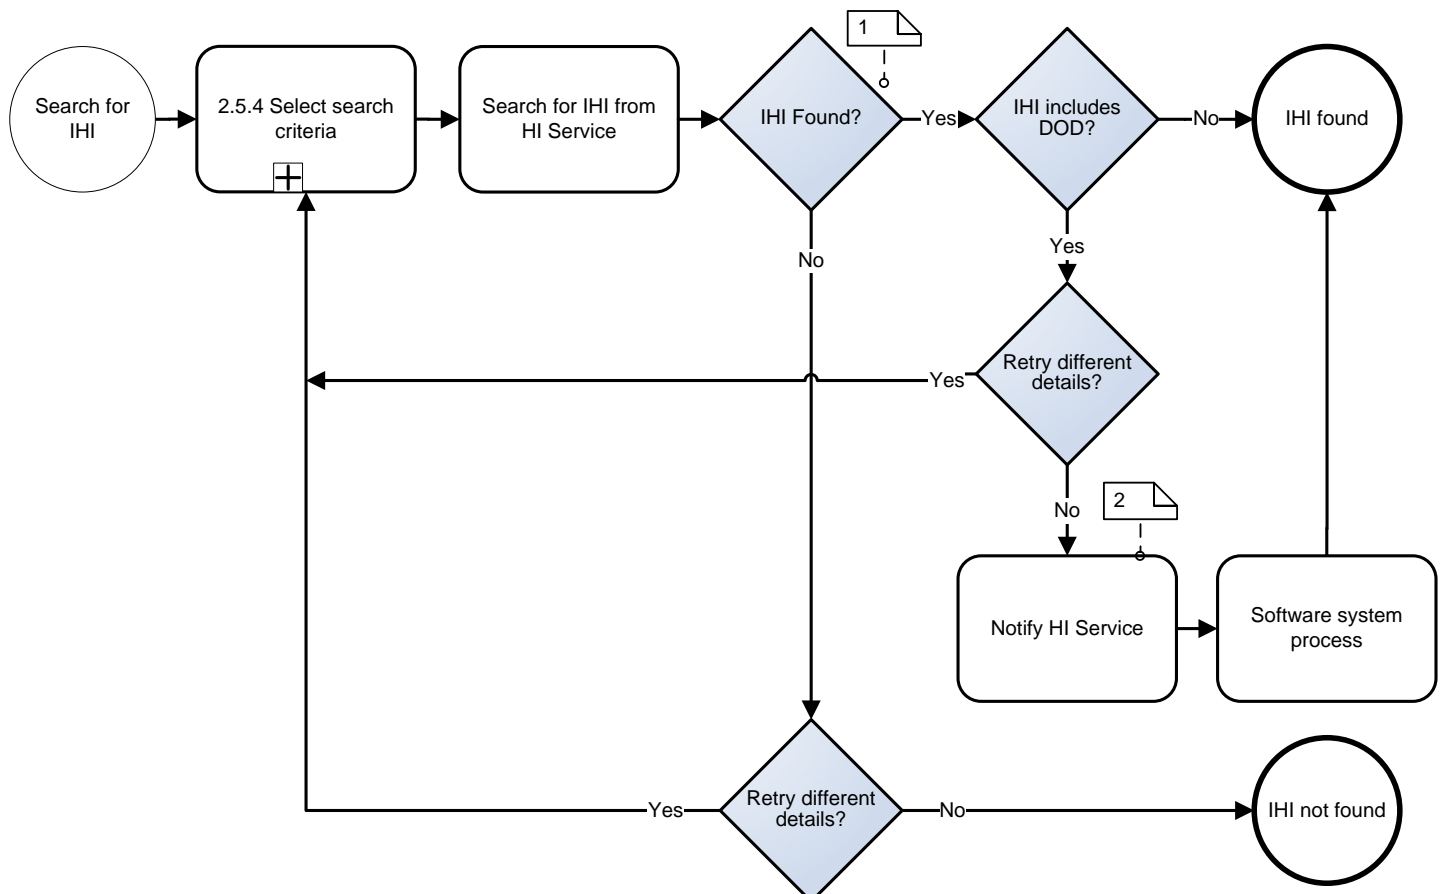 1
Search for
IHI
2.5.4 Select search
criteria
Search for IHI from
HI Service
IHI Found?
Yes
IHI includes
DOD?
No
IHI found
Yes
No
Retry different
details?
Yes
No
2
Notify HI Service
Software system
process
Retry different
details?
Yes
No
IHI not found